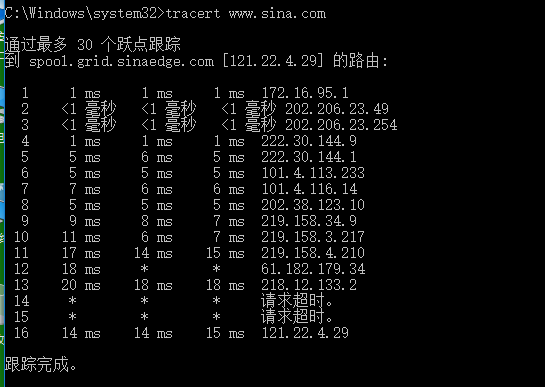 C:\Windows\system32>tracert www.sina.com
通过最多 30 个跃点跟踪
到 spool.grid.sinaedge.com [121.22.4.29] 的路由:
1 1 ms 1 ms 1 ms 172.16.95.1
2 <1 毫秒 <1 毫秒 <1 毫秒 202.206.23.49
3 <1 毫秒 <1 毫秒 <1 毫秒 202.206.23.254
4 1 ms 1 ms 1 ms 222.30.144.9
5 5 ms 6 ms 5 ms 222.30.144.1
6 5 ms 5 ms 5 ms 101.4.113.233
7 7 ms 6 ms 6 ms 101.4.116.14
8 5 ms 5 ms 5 ms 202.38.123.10
9 9 ms 8 ms 7 ms 219.158.34.9
10 11 ms 6 ms 7 ms 219.158.3.217
11 17 ms 14 ms 15 ms 219.158.4.210
12 18 ms * * 61.182.179.34
13 20 ms 18 ms 18 ms 218.12.133.2
14 * * * 请求超时。
15 * * * 请求超时。
16 14 ms 14 ms 15 ms 121.22.4.29
跟踪完成。